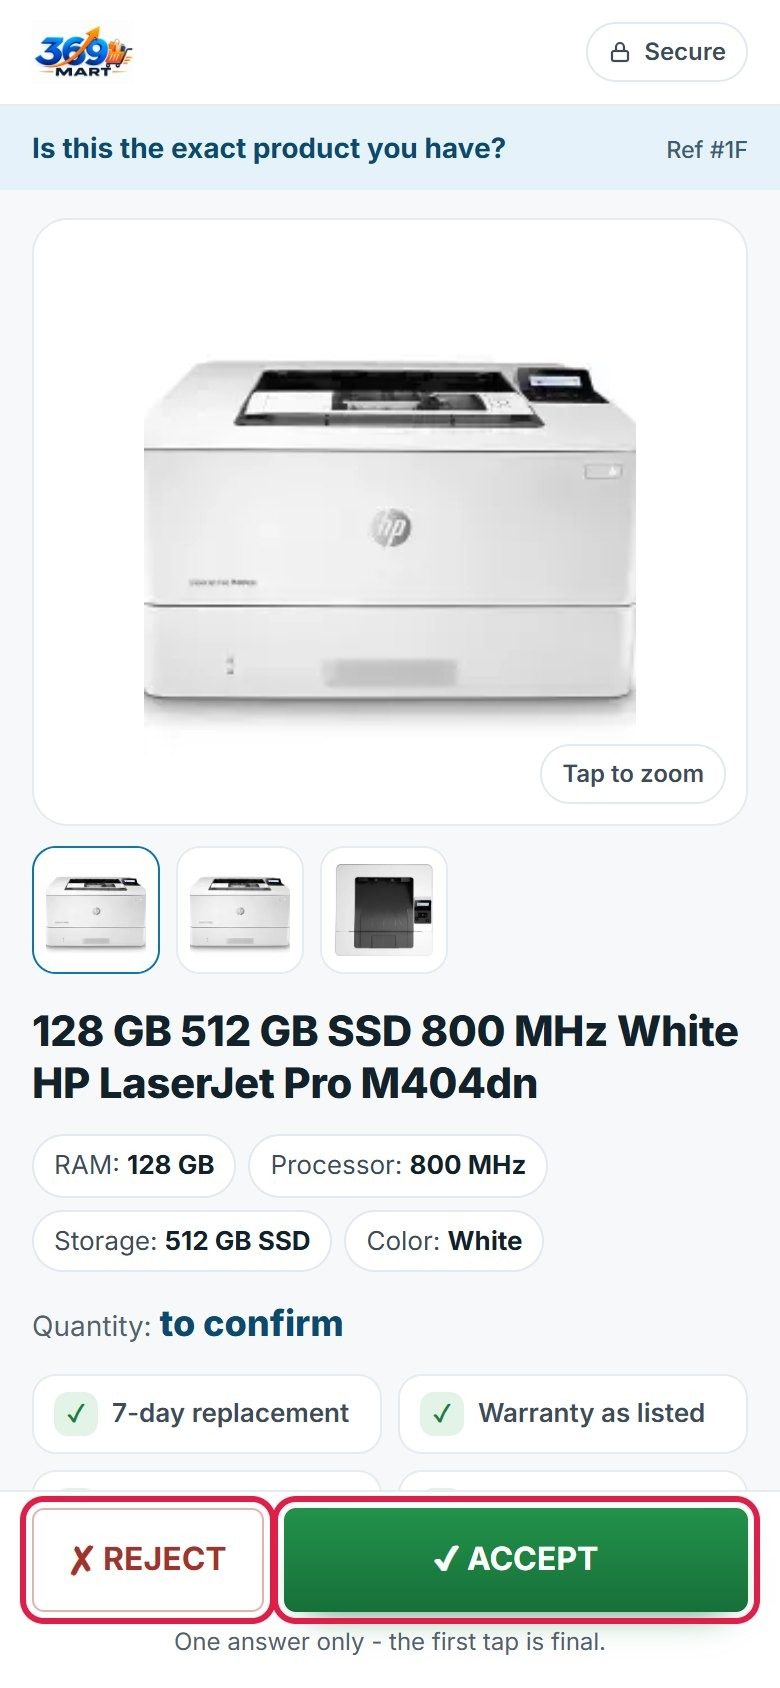 369
MART
Secure
Is this the exact product you have?
Ref #1F
hp
Tap to zoom
128 GB 512 GB SSD 800 MHz White
HP LaserJet Pro M404dn
RAM: 128 GB
Processor: 800 MHz
Storage: 512 GB SSD
Color: White
Quantity: to confirm
✓ 7-day replacement
✓ Warranty as listed
✗ REJECT
✓ ACCEPT
One answer only - the first tap is final.